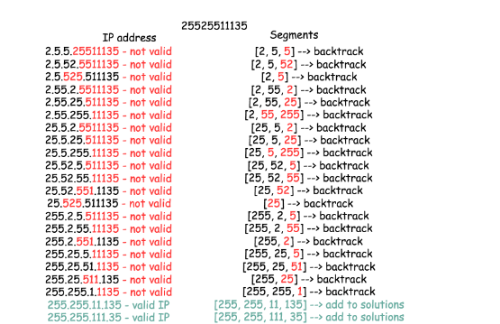 25525511135
IP address Segments
2.5.5.25511135 - not valid [2, 5, 5] --> backtrack
2.5.52.5511135 - not valid [2, 5, 52] --> backtrack
2.5.525.511135 - not valid [2, 5] --> backtrack
2.55.2.5511135 - not valid [2, 55, 2] --> backtrack
2.55.25.511135 - not valid [2, 55, 25] --> backtrack
2.55.255.11135 - not valid [2, 55, 255] --> backtrack
25.5.2.5511135 - not valid [25, 5, 2] --> backtrack
25.5.25.511135 - not valid [25, 5, 25] --> backtrack
25.5.255.11135 - not valid [25, 5, 255] --> backtrack
25.52.5.511135 - not valid [25, 52, 5] --> backtrack
25.52.55.11135 - not valid [25, 52, 55] --> backtrack
25.52.551.1135 - not valid [25, 52] --> backtrack
25.525.511135 - not valid [25] --> backtrack
255.2.5.511135 - not valid [255, 2, 5] --> backtrack
255.2.55.11135 - not valid [255, 2, 55] --> backtrack
255.2.551.1135 - not valid [255, 2] --> backtrack
255.25.5.11135 - not valid [255, 25, 5] --> backtrack
255.25.51.1135 - not valid [255, 25, 51] --> backtrack
255.25.511.135 - not valid [255, 25] --> backtrack
255.255.1.1135 - not valid [255, 255, 1] --> backtrack
255.255.11.135 - valid IP [255, 255, 11, 135] --> add to solutions
255.255.111.35 - valid IP [255, 255, 111, 35] --> add to solutions